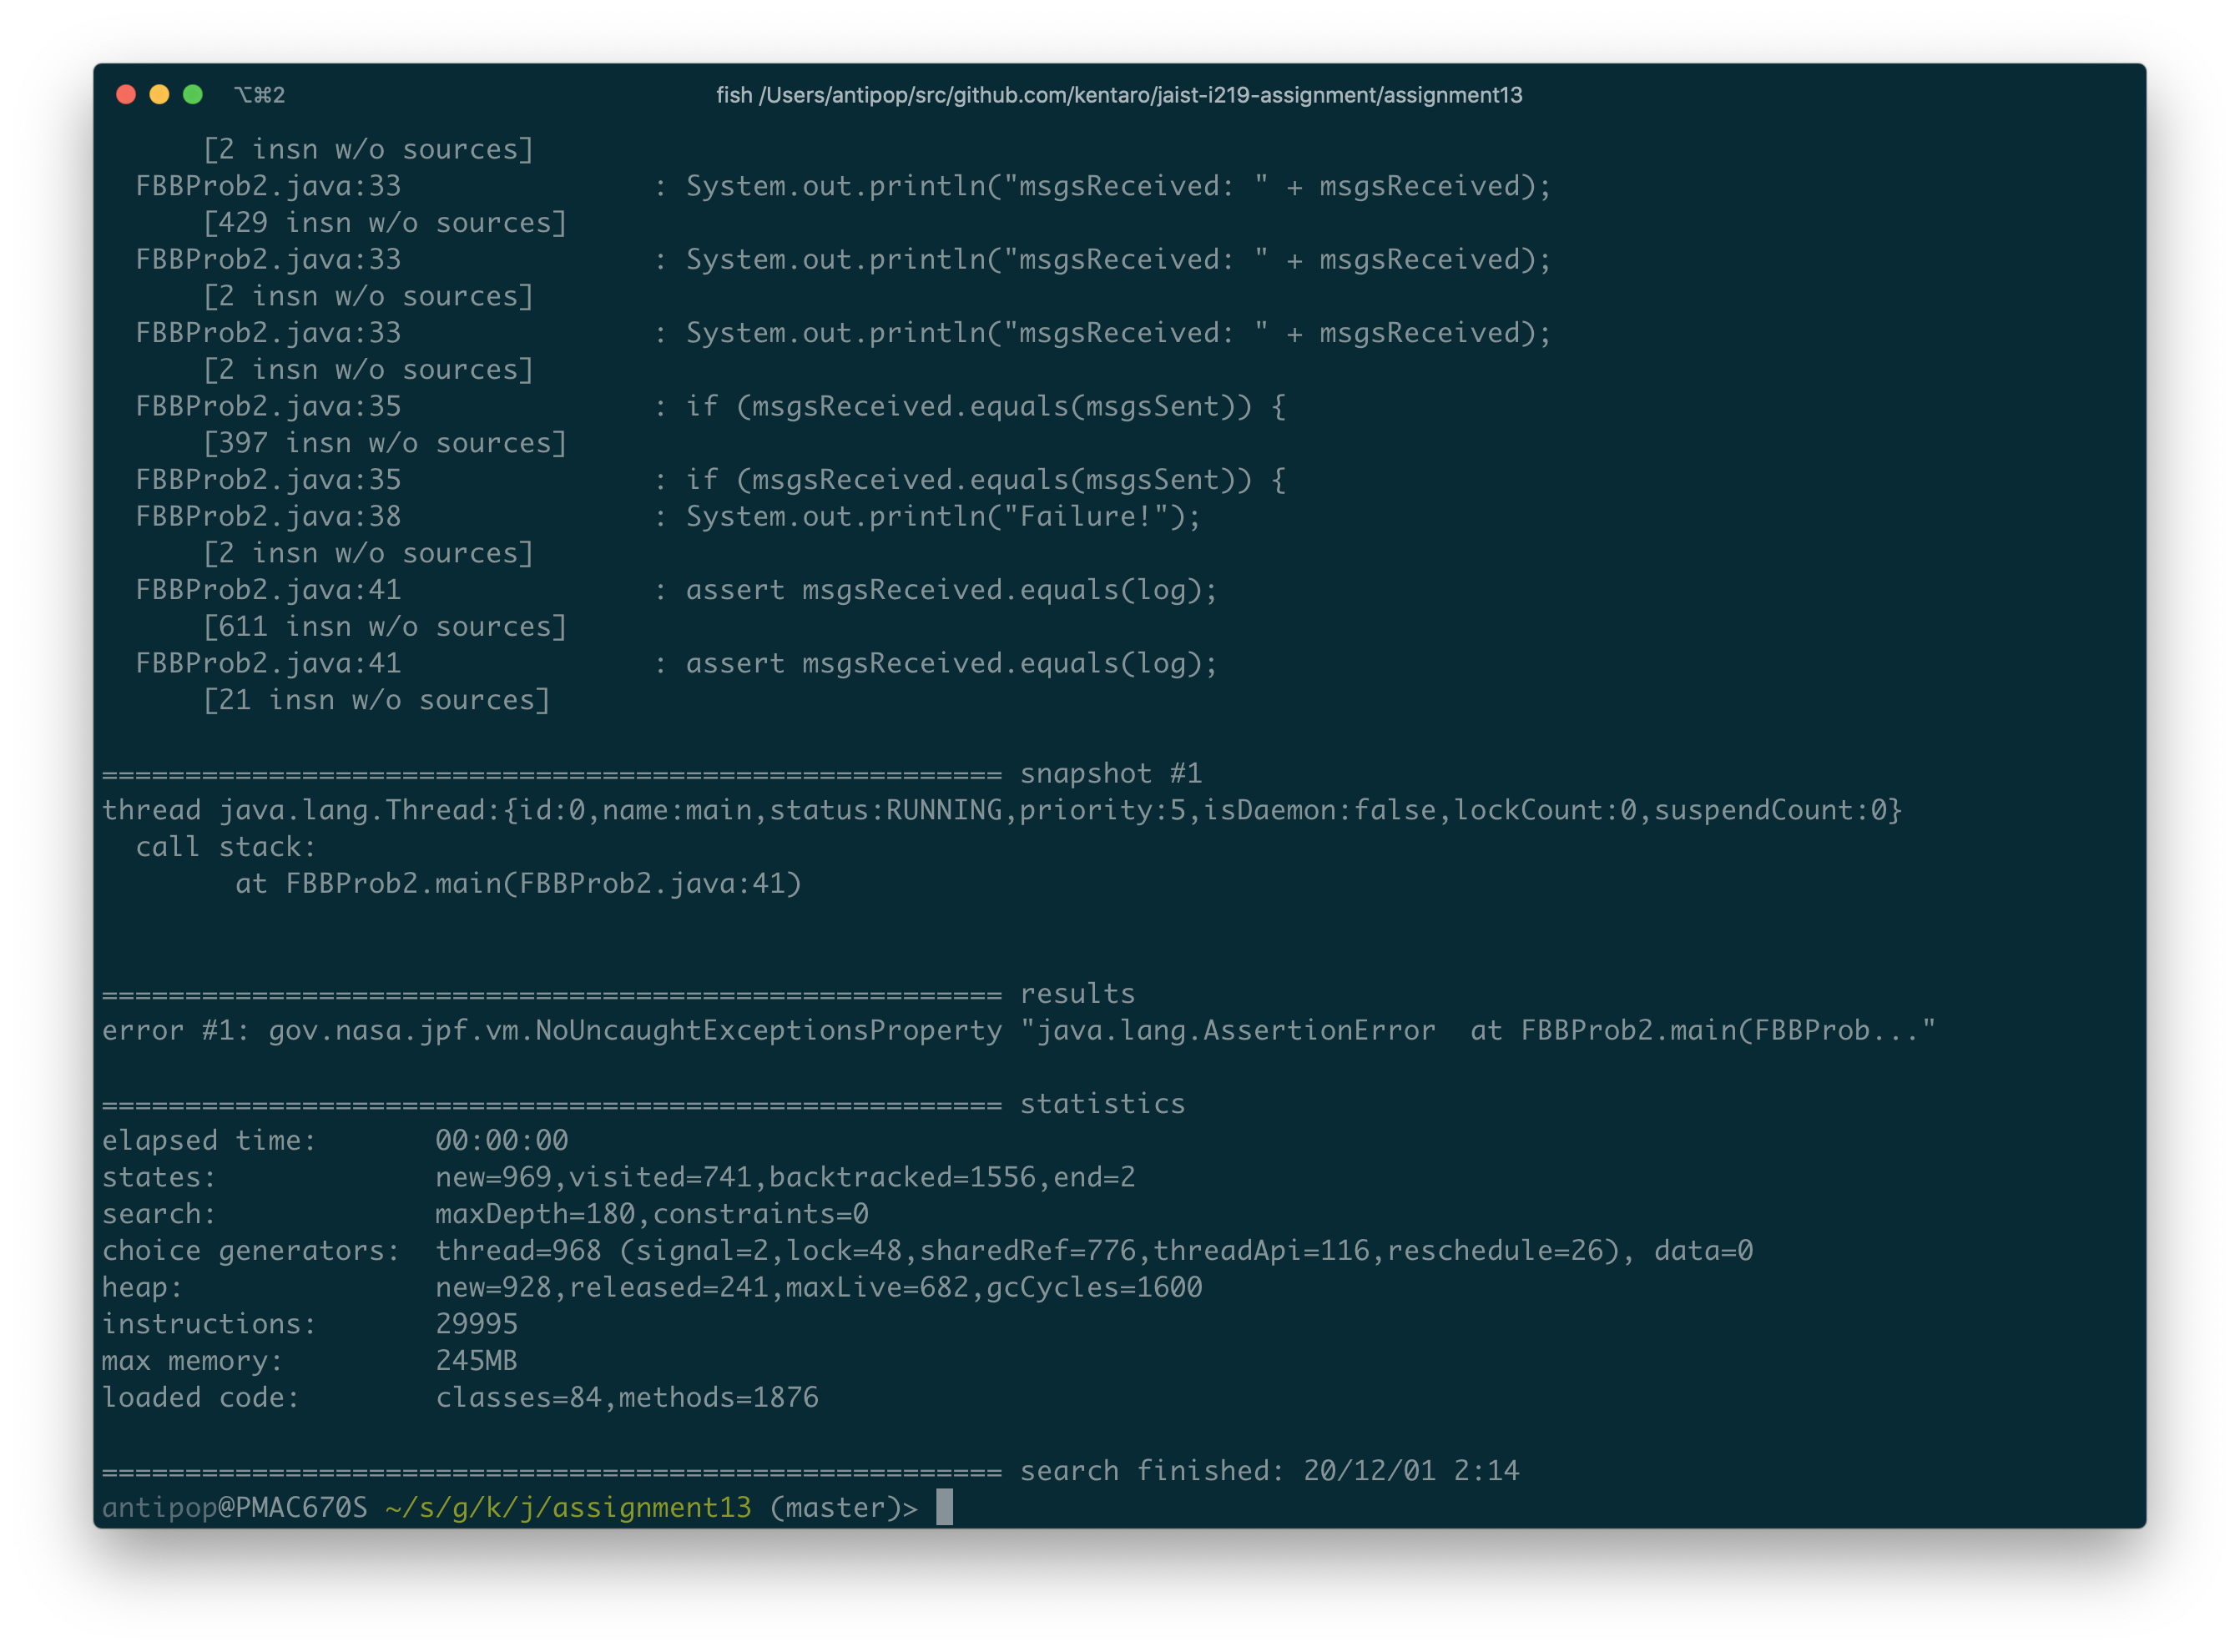 ⌥⌘2 fish /Users/antipop/src/github.com/kentaro/jaist-i219-assignment/assignment13
[2 insn w/o sources]
FBBProb2.java:33 : System.out.println("msgsReceived: " + msgsReceived);
[429 insn w/o sources]
FBBProb2.java:33 : System.out.println("msgsReceived: " + msgsReceived);
[2 insn w/o sources]
FBBProb2.java:33 : System.out.println("msgsReceived: " + msgsReceived);
[2 insn w/o sources]
FBBProb2.java:35 : if (msgsReceived.equals(msgsSent)) {
[397 insn w/o sources]
FBBProb2.java:35 : if (msgsReceived.equals(msgsSent)) {
FBBProb2.java:38 : System.out.println("Failure!");
[2 insn w/o sources]
FBBProb2.java:41 : assert msgsReceived.equals(log);
[611 insn w/o sources]
FBBProb2.java:41 : assert msgsReceived.equals(log);
[21 insn w/o sources]
====================================================== snapshot #1
thread java.lang.Thread:{id:0,name:main,status:RUNNING,priority:5,isDaemon:false,lockCount:0,suspendCount:0}
call stack:
at FBBProb2.main(FBBProb2.java:41)
====================================================== results
error #1: gov.nasa.jpf.vm.NoUncaughtExceptionsProperty "java.lang.AssertionError  at FBBProb2.main(FBBProb..."
====================================================== statistics
elapsed time: 00:00:00
states: new=969,visited=741,backtracked=1556,end=2
search: maxDepth=180,constraints=0
choice generators: thread=968 (signal=2,lock=48,sharedRef=776,threadApi=116,reschedule=26), data=0
heap: new=928,released=241,maxLive=682,gcCycles=1600
instructions: 29995
max memory: 245MB
loaded code: classes=84,methods=1876
====================================================== search finished: 20/12/01 2:14
antipop@PMAC670S ~/s/g/k/j/assignment13 (master)>